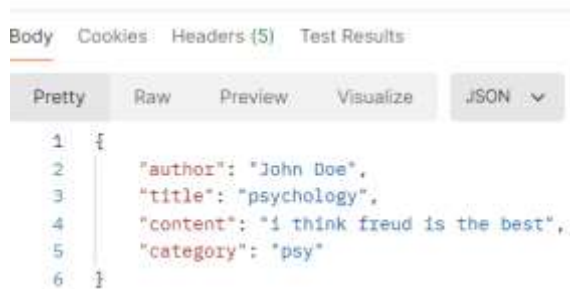 Body Cookies Headers (5) Test Results
Pretty Raw Preview Visualize JSON
1 {
2 "author": "John Doe",
3 "title": "psychology",
4 "content": "i think freud is the best",
5 "category": "psy"
6 }